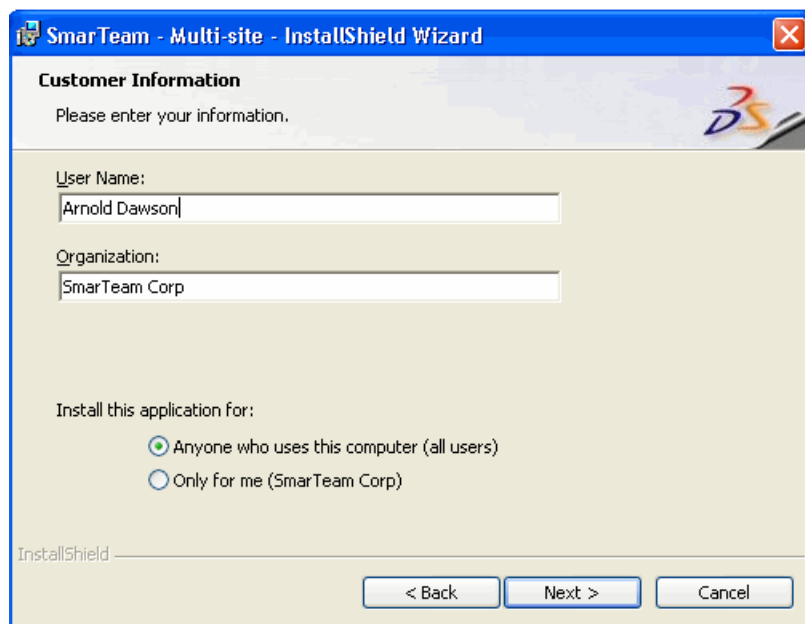 SmarTeam - Multi-site - InstallShield Wizard
Customer Information
Please enter your information.
DS
User Name:
Arnold Dawson
Organization:
SmarTeam Corp
Install this application for:
Anyone who uses this computer (all users)
Only for me (SmarTeam Corp)
InstallShield
< Back Next > Cancel